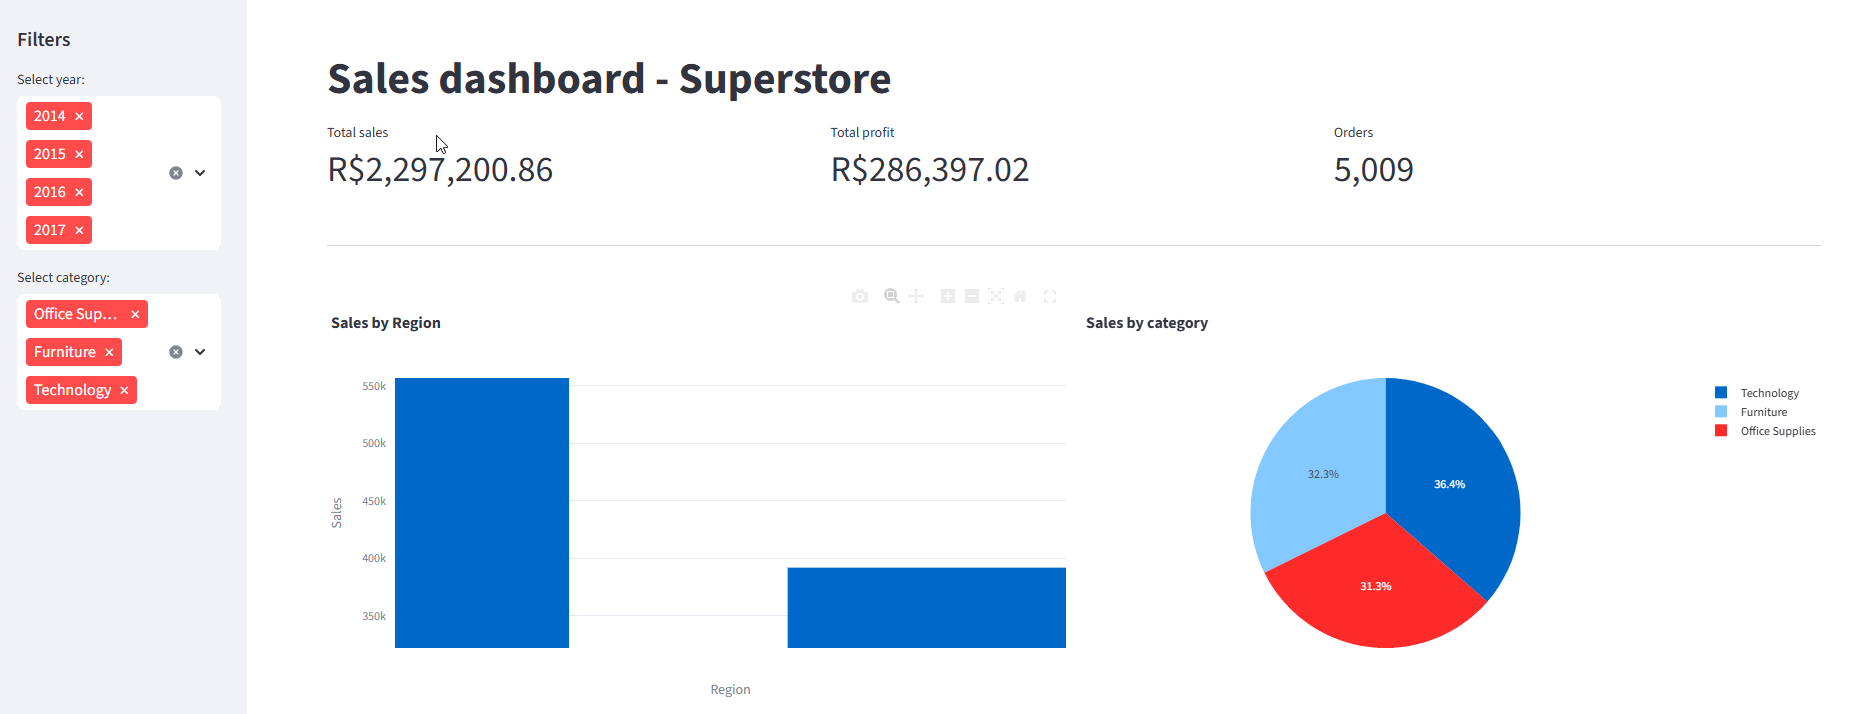 Filters
Select year:
2014
2015
2016
2017
Select category:
Office Sup...
Furniture
Technology
Sales dashboard - Superstore
Total sales
R$2,297,200.86
Total profit
R$286,397.02
Orders
5,009
Sales by Region
550k
500k
450k
400k
350k
Sales
Region
Sales by category
32.3%
36.4%
31.3%
Technology
Furniture
Office Supplies